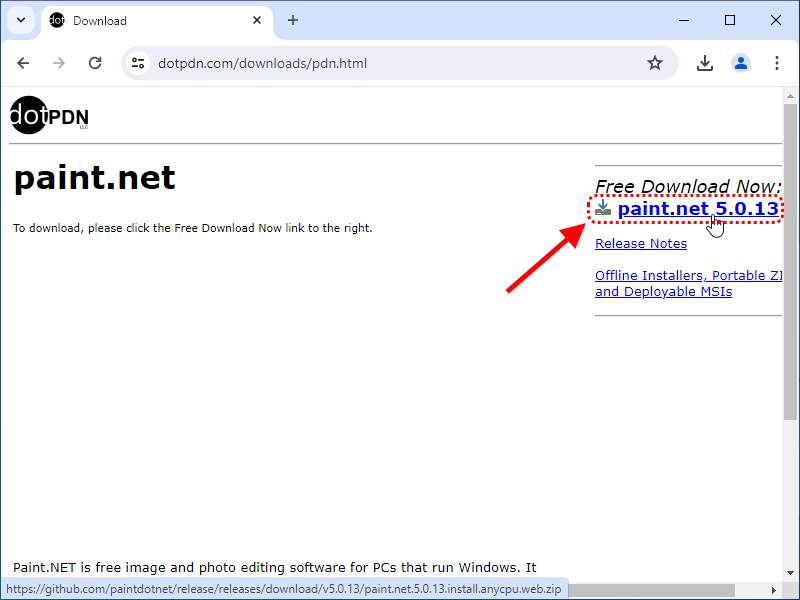 dot Download
dotpdn.com/downloads/pdn.html
dotPDN
LLC
paint.net
To download, please click the Free Download Now link to the right.
Free Download Now:
paint.net 5.0.13
Release Notes
Offline Installers, Portable ZI
and Deployable MSIs
Paint.NET is free image and photo editing software for PCs that run Windows. It
https://github.com/paintdotnet/release/releases/download/v5.0.13/paint.net.5.0.13.install.anycpu.web.zip